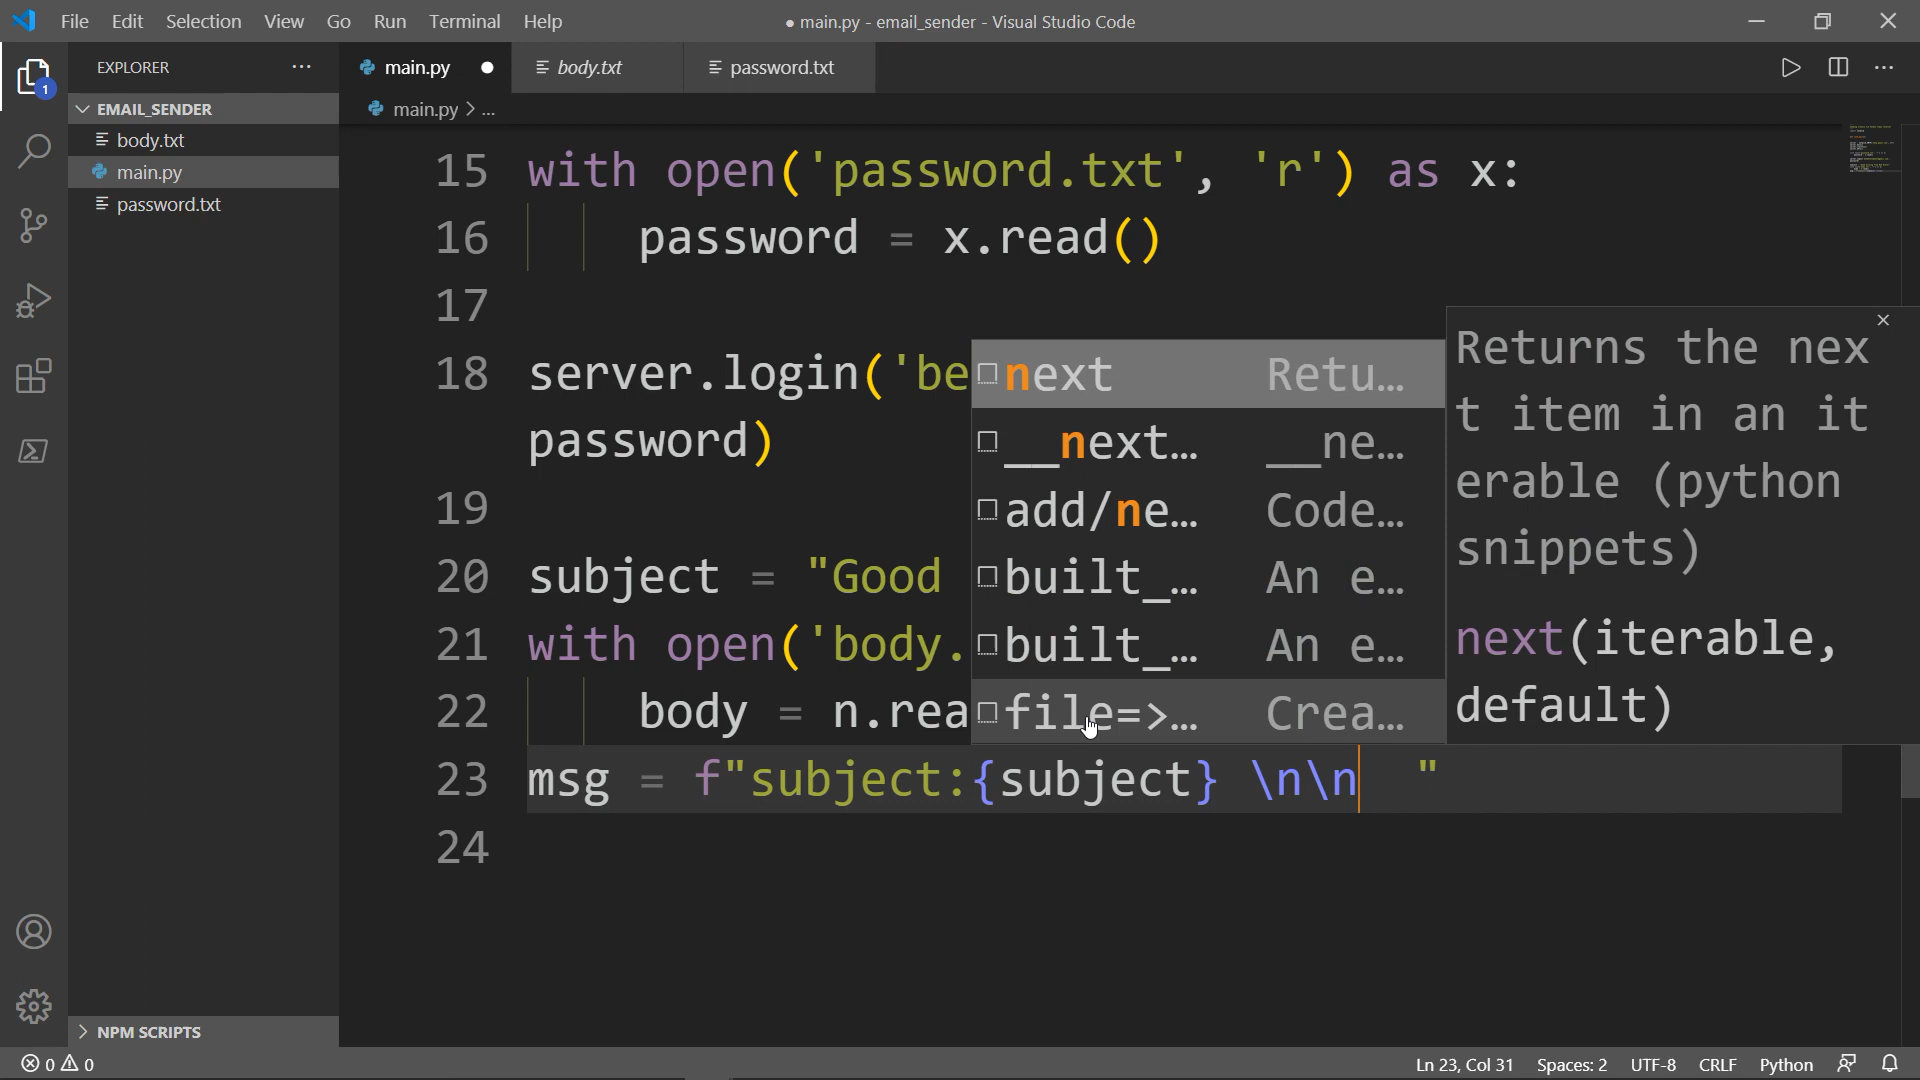 File Edit Selection View Go Run Terminal Help
● main.py - email_sender - Visual Studio Code
1
EXPLORER ...
EMAIL_SENDER
body.txt
main.py
password.txt
NPM SCRIPTS
main.py ● body.txt password.txt
main.py > ...
15 with open('password.txt', 'r') as x:
16 password = x.read()
17
18 server.login('be
password)
19
20 subject = "Good
21 with open('body.
22 body = n.rea
23 msg = f"subject:{subject} \n\n "
24
next Retu...
__next... __ne...
add/ne... Code...
built_... An e...
built_... An e...
file=>... Crea...
Returns the nex
t item in an it
erable (python
snippets)
next(iterable,
default)
0 0
Ln 23, Col 31 Spaces: 2 UTF-8 CRLF Python